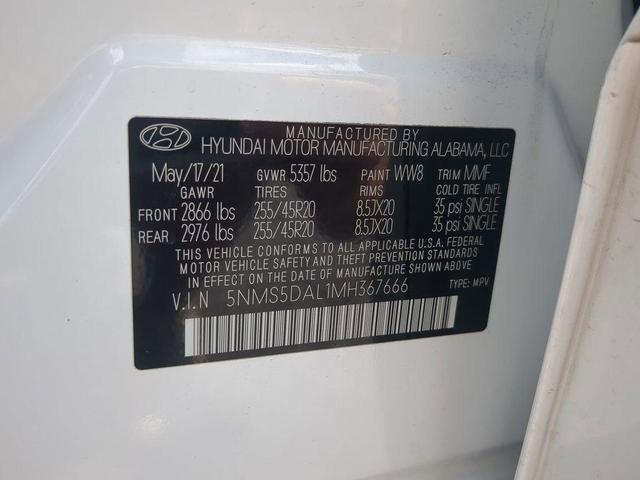 MANUFACTURED BY
HYUNDAI MOTOR MANUFACTURING ALABAMA, LLC
May/17/21 GVWR 5357 lbs PAINT WW8 TRIM MMF
GAWR TIRES RIMS COLD TIRE INFL
FRONT 2866 lbs 255/45R20 8.5JX20 35 psi SINGLE
REAR 2976 lbs 255/45R20 8.5JX20 35 psi SINGLE
THIS VEHICLE CONFORMS TO ALL APPLICABLE U.S.A. FEDERAL
MOTOR VEHICLE SAFETY, BUMPER, AND THEFT PREVENTION STANDARDS
IN EFFECT ON THE DATE OF MANUFACTURE SHOWN ABOVE.
V.I.N 5NMS5DAL1MH367666 TYPE: M.P.V